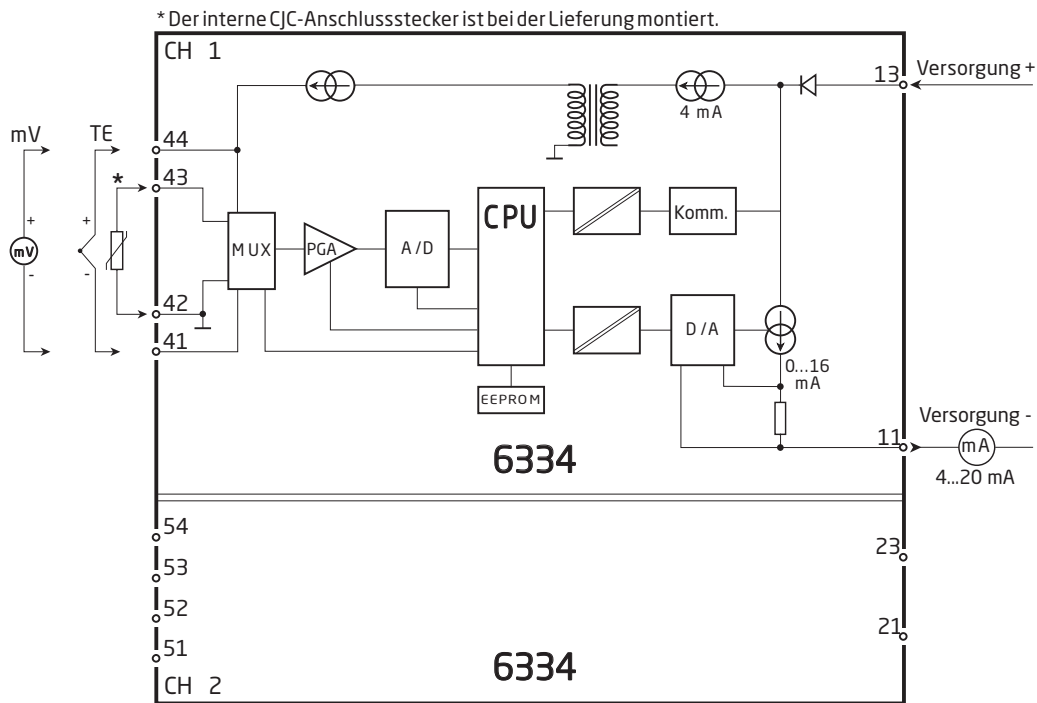 * Der interne CJC-Anschlussstecker ist bei der Lieferung montiert.
CH 1
13
Versorgung +
4 mA
mV
TE
44
43
*
+
+
mV
-
-
MUX
PGA
A/D
CPU
Komm.
42
41
D/A
0...16
mA
EEPROM
Versorgung -
11
mA
4...20 mA
6334
54
53
52
51
23
21
6334
CH 2